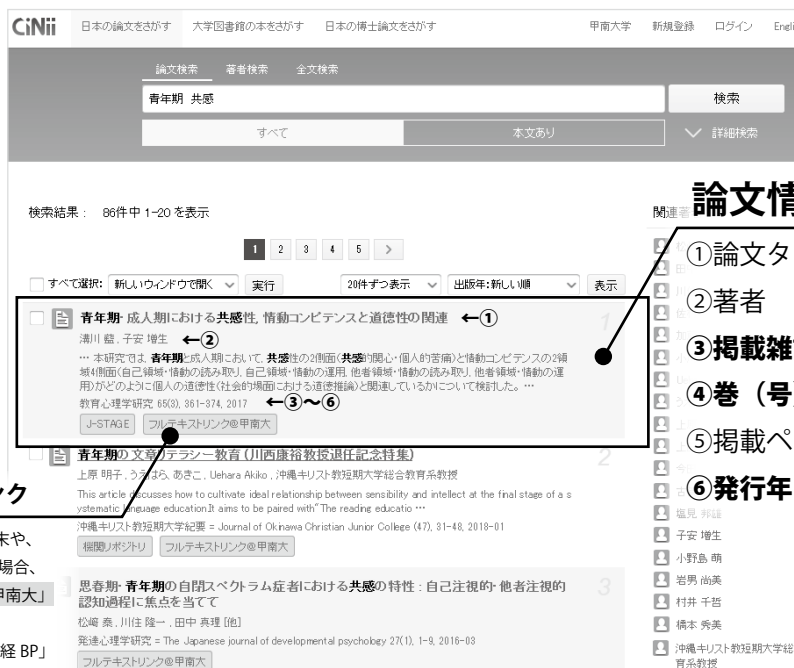 CiNii 日本の論文をさがす 大学図書館の本をさがす 日本の博士論文をさがす 甲南大学 新規登録 ログイン Engli
論文検索 著者検索 全文検索
青年期 共感 検索
すべて 本文あり 詳細検索
検索結果： 86件中 1-20 を表示
1 2 3 4 5 >
すべて選択: 新しいウィンドウで開く 実行 20件ずつ表示 出版年:新しい順 表示
青年期・成人期における共感性, 情動コンピテンスと道徳性の関連 ←① 1
溝川 藍, 子安 増生 ←②
… 本研究では, 青年期と成人期において, 共感性の2側面(共感的関心・個人的苦痛)と情動コンピテンスの2領
域4側面(自己領域・情動の読み取り, 自己領域・情動の運用, 他者領域・情動の読み取り, 他者領域・情動の運
用)がどのように個人の道徳性(社会的場面における道徳推論)と関連しているかについて検討した。 …
教育心理学研究 65(3), 361-374, 2017 ←③～⑥
J-STAGE フルテキストリンク@甲南大
青年期の文章リテラシー教育 (川西康裕教授退任記念特集) 2
上原 明子, うえはら, あきこ, Uehara Akiko, 沖縄キリスト教短期大学総合教育系教授
This article discusses how to cultivate ideal relationship between sensibility and intellect at the final stage of a s
ystematic language education.It aims to be paired with"The reading educatio …
沖縄キリスト教短期大学紀要 = Journal of Okinawa Christian Junior College (47), 31-48, 2018-01
機関リポジトリ フルテキストリンク@甲南大
思春期・青年期の自閉スペクトラム症者における共感の特性 : 自己注視的・他者注視的 3
認知過程に焦点を当てて
松﨑 泰, 川住 隆一, 田中 真理 [他]
発達心理学研究 = The Japanese journal of developmental psychology 27(1), 1-9, 2016-03
フルテキストリンク@甲南大
ンク
末や、
場合、
甲南大」
経 BP」
関連著
論文情
①論文タ
②著者
③掲載雑
④巻（号
⑤掲載ペ
⑥発行年
塩見 邦雄
子安 増生
小野島 萌
岩男 尚美
村井 千哲
橋本 秀美
沖縄キリスト教短期大学総
育系教授